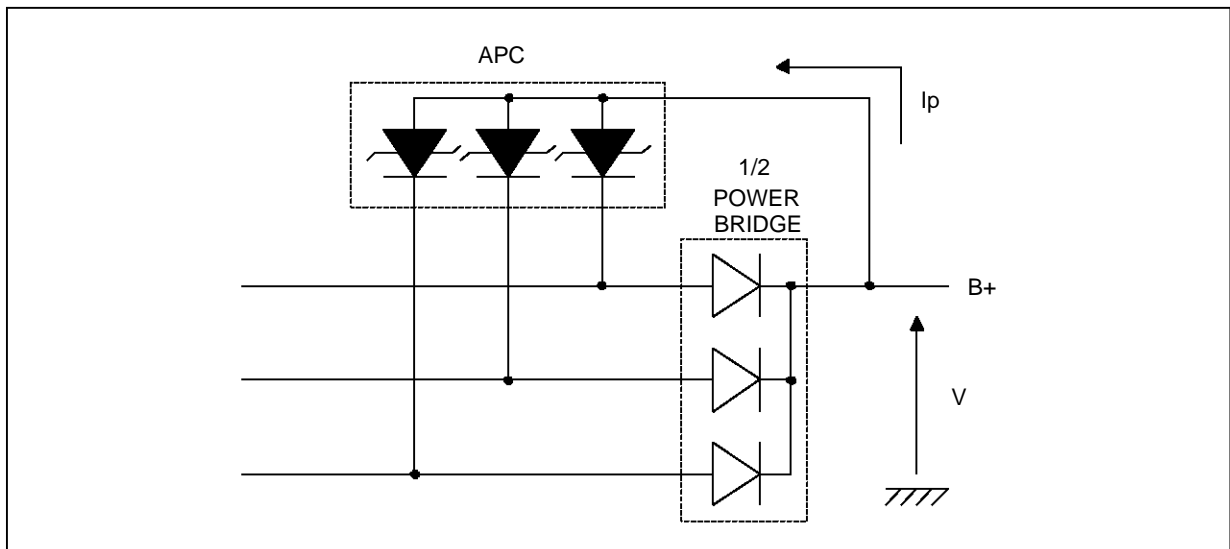 APC
Ip
1/2
POWER
BRIDGE
B+
V